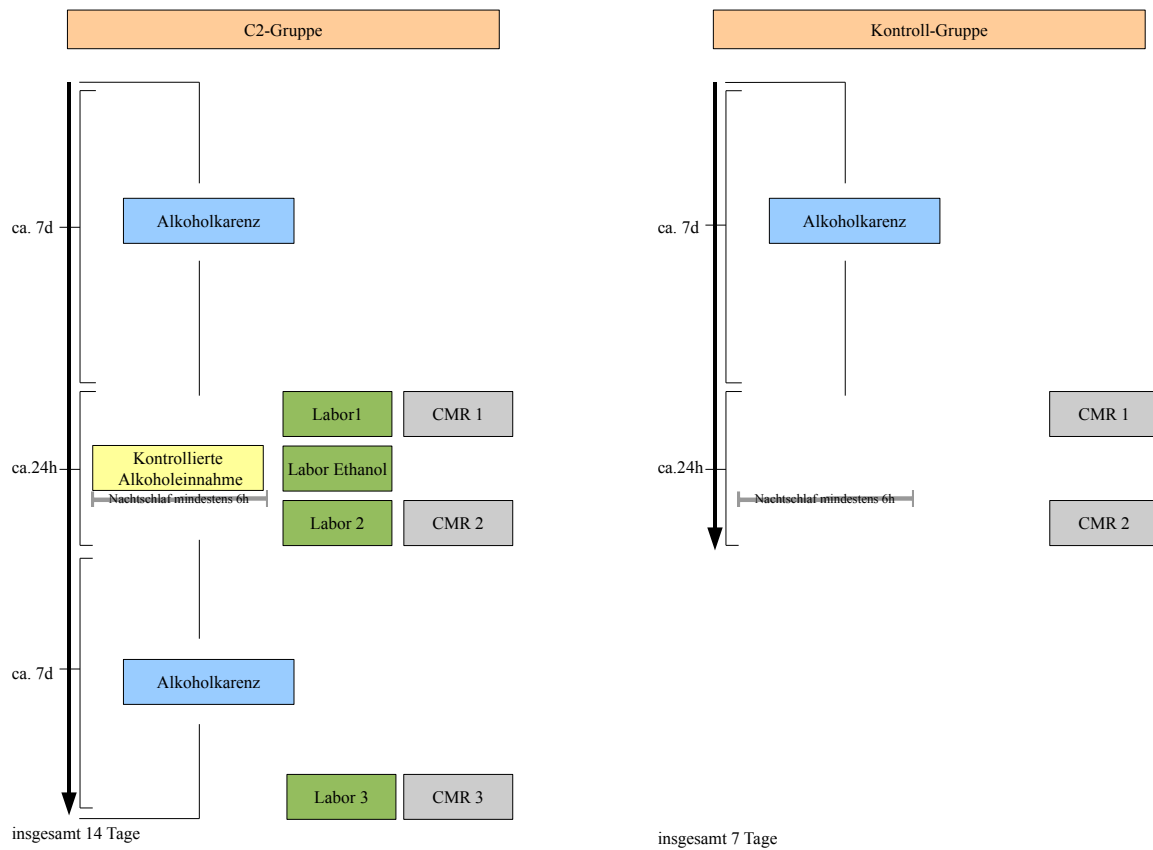 C2-Gruppe
ca. 7d
Alkoholkarenz
Labor1
CMR 1
ca.24h
Kontrollierte
Alkoholeinnahme
Labor Ethanol
Nachtschlaf mindestens 6h
Labor 2
CMR 2
ca. 7d
Alkoholkarenz
Labor 3
CMR 3
insgesamt 14 Tage
Kontroll-Gruppe
ca. 7d
Alkoholkarenz
CMR 1
ca.24h
Nachtschlaf mindestens 6h
CMR 2
insgesamt 7 Tage